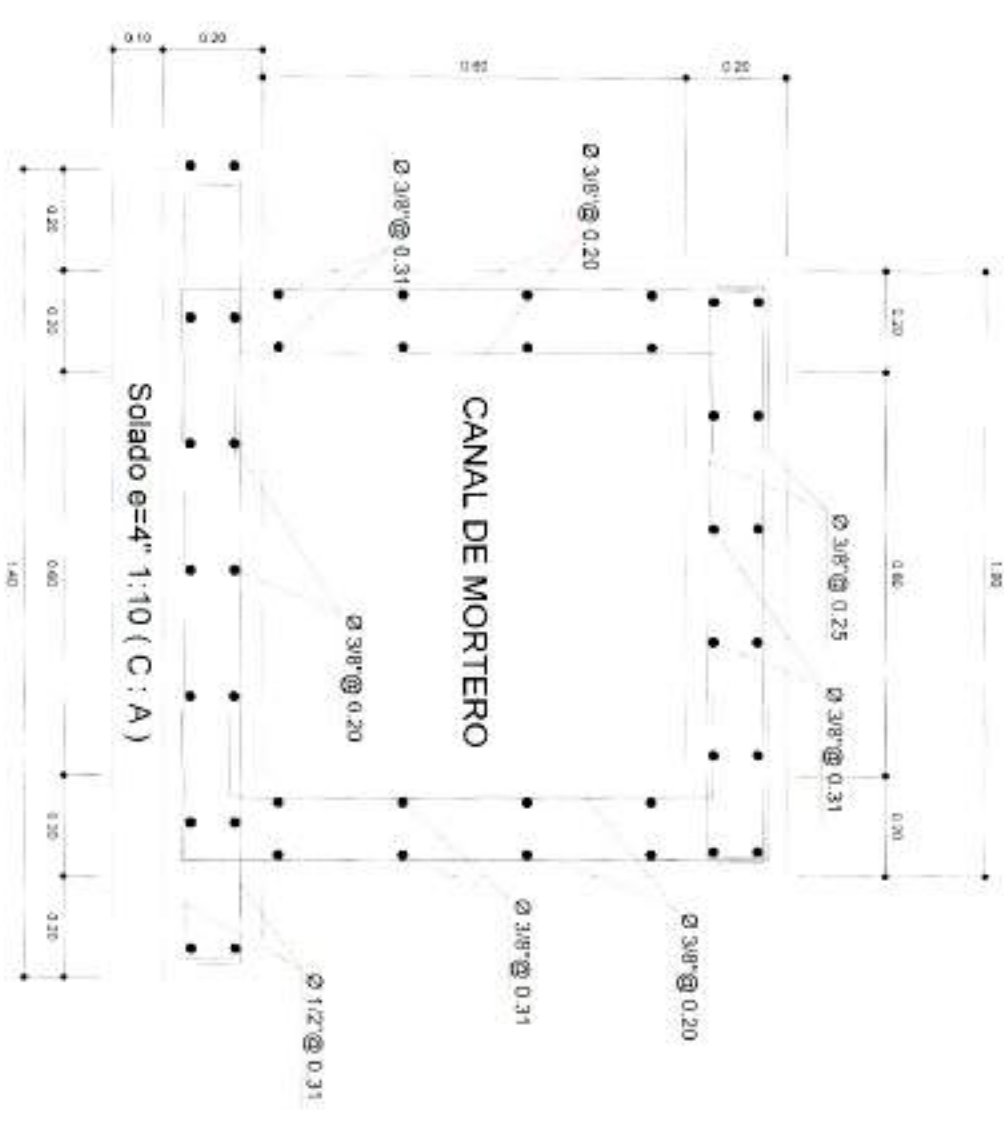 0.20
0.20
Ø 3/8"@ 0.25
Ø 3/8"@ 0.31
0.20
Ø 3/8"@ 0.20
Ø 3/8"@ 0.20
Ø 3/8"@ 0.31
CANAL DE MORTERO
Ø 3/8"@ 0.31
Ø 3/8"@ 0.20
Ø 1/2"@ 0.31
0.20
0.10
Solado e=4" 1:10 ( C : A )
0.20
0.20
0.20
0.20
1.40